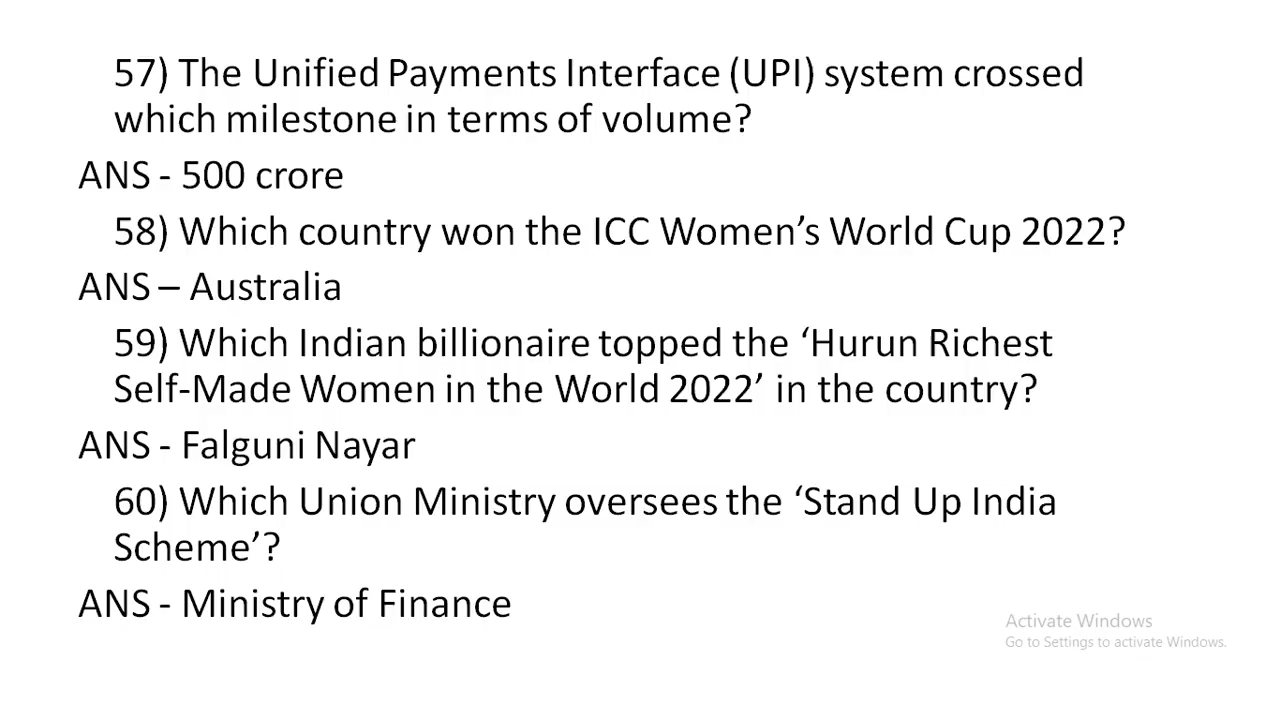 57) The Unified Payments Interface (UPI) system crossed
which milestone in terms of volume?
ANS - 500 crore
58) Which country won the ICC Women’s World Cup 2022?
ANS – Australia
59) Which Indian billionaire topped the ‘Hurun Richest
Self-Made Women in the World 2022’ in the country?
ANS - Falguni Nayar
60) Which Union Ministry oversees the ‘Stand Up India
Scheme’?
ANS - Ministry of Finance
Activate Windows
Go to Settings to activate Windows.